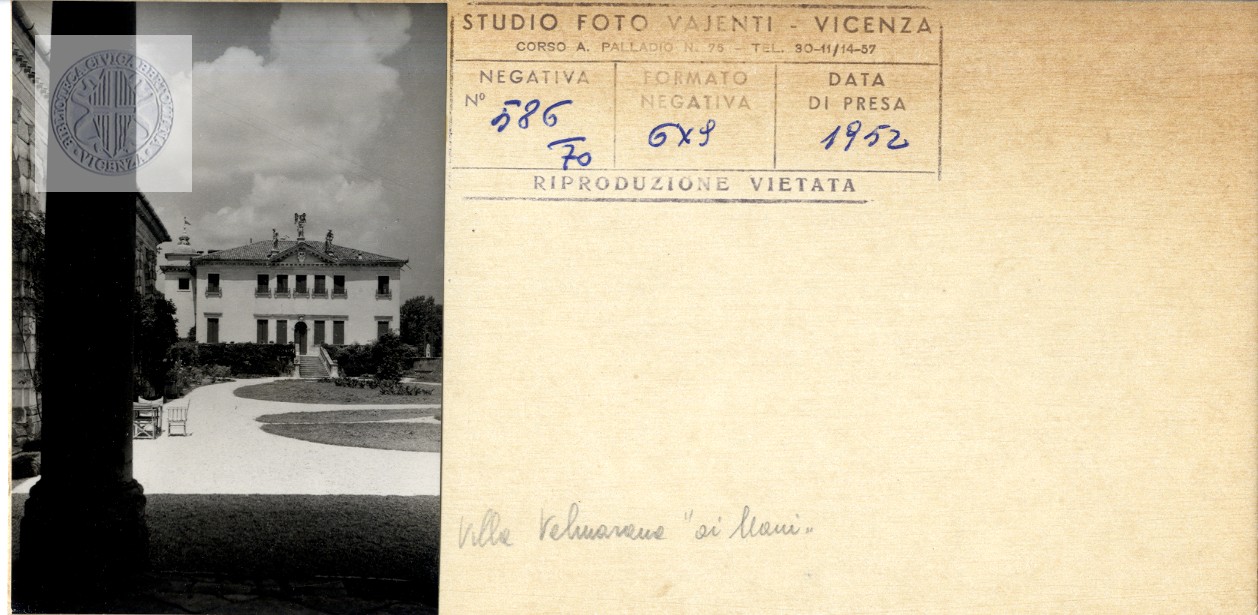 BIBLIOTECA CIVICA BERTOLIANA
· VICENZA ·
STUDIO FOTO VAJENTI - VICENZA
CORSO A. PALLADIO N. 75 - TEL. 30-11/14-57
NEGATIVA
Nº 586/70
FORMATO
NEGATIVA
6x9
DATA
DI PRESA
1952
RIPRODUZIONE VIETATA
Villa Valmarana "ai Nani"